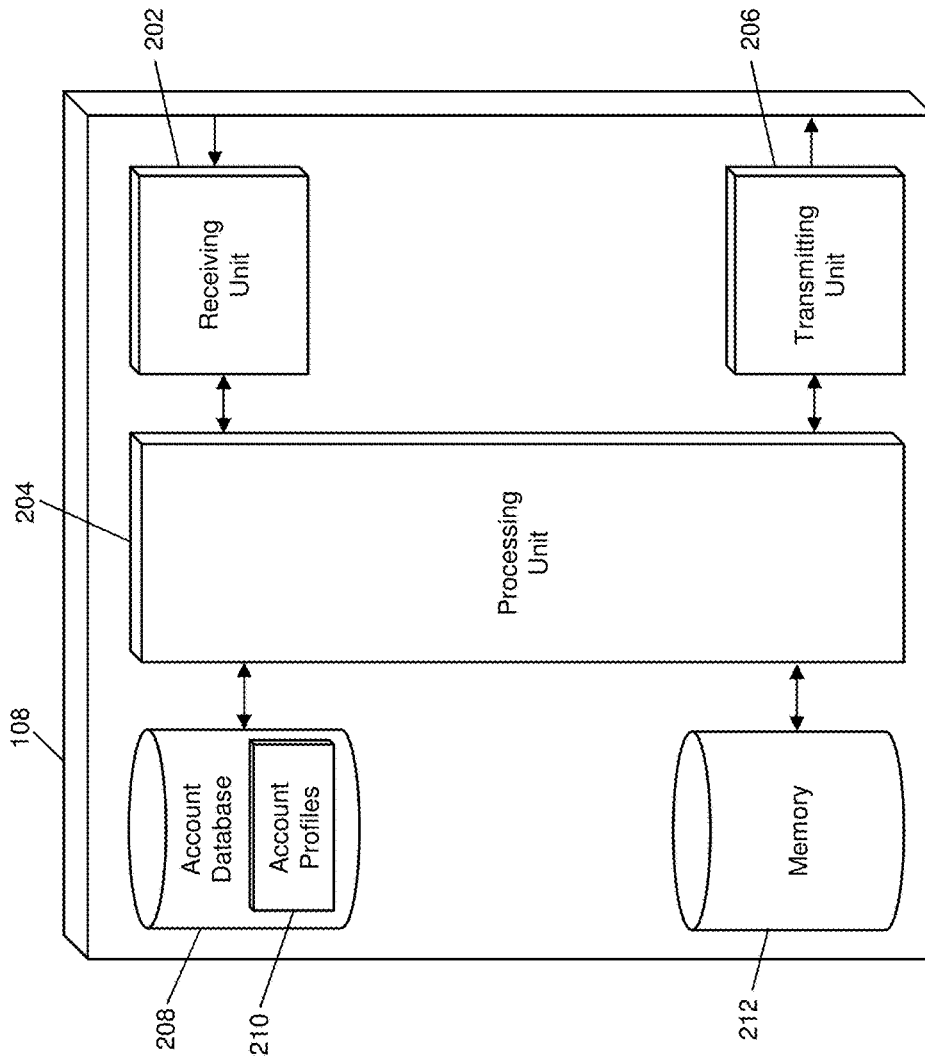 108
208
Account
Database
210
Account
Profiles
204
Processing
Unit
202
Receiving
Unit
212
Memory
206
Transmitting
Unit